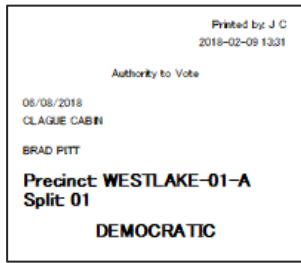 Printed by: J C
2018-02-09 13:31
Authority to Vote
06/08/2018
CLAGUE CABIN
BRAD PITT
Precinct: WESTLAKE-01-A
Split: 01
DEMOCRATIC